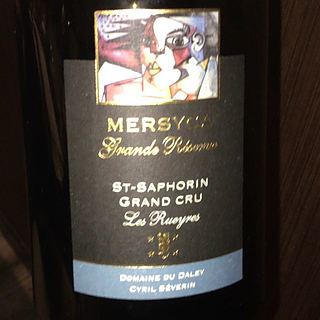 MERSYCA
Grande Réserve
ST-SAPHORIN
GRAND CRU
Les Rueyres
DOMAINE DU DALEY
CYRIL SÉVERIN